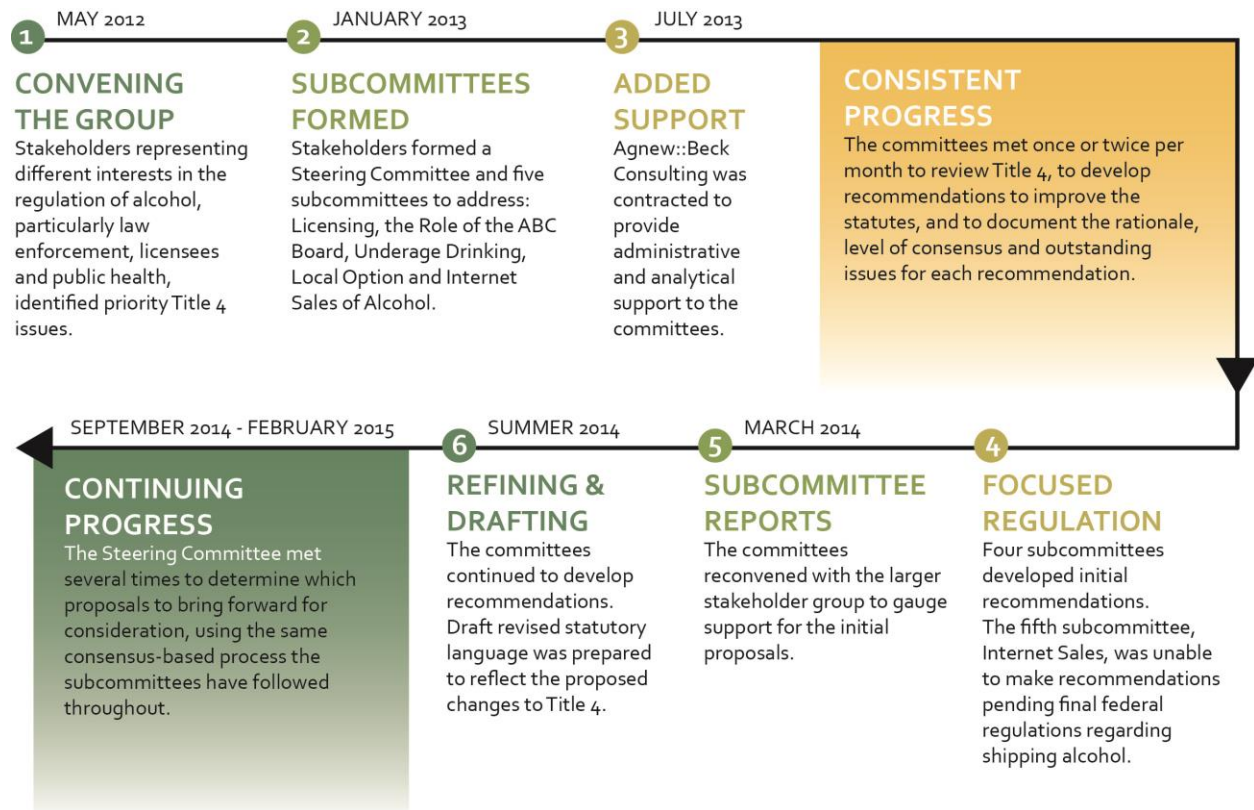 MAY 2012
1
CONVENING
THE GROUP
Stakeholders representing
different interests in the
regulation of alcohol,
particularly law
enforcement, licensees
and public health,
identified priority Title 4
issues.
JANUARY 2013
2
SUBCOMMITTEES
FORMED
Stakeholders formed a
Steering Committee and five
subcommittees to address:
Licensing, the Role of the ABC
Board, Underage Drinking,
Local Option and Internet
Sales of Alcohol.
JULY 2013
3
ADDED
SUPPORT
Agnew::Beck
Consulting was
contracted to
provide
administrative
and analytical
support to the
committees.
CONSISTENT
PROGRESS
The committees met once or twice per
month to review Title 4, to develop
recommendations to improve the
statutes, and to document the rationale,
level of consensus and outstanding
issues for each recommendation.
4
FOCUSED
REGULATION
Four subcommittees
developed initial
recommendations.
The fifth subcommittee,
Internet Sales, was unable
to make recommendations
pending final federal
regulations regarding
shipping alcohol.
MARCH 2014
5
SUBCOMMITTEE
REPORTS
The committees
reconvened with the larger
stakeholder group to gauge
support for the initial
proposals.
SUMMER 2014
6
REFINING &
DRAFTING
The committees
continued to develop
recommendations.
Draft revised statutory
language was prepared
to reflect the proposed
changes to Title 4.
SEPTEMBER 2014 - FEBRUARY 2015
CONTINUING
PROGRESS
The Steering Committee met
several times to determine which
proposals to bring forward for
consideration, using the same
consensus-based process the
subcommittees have followed
throughout.